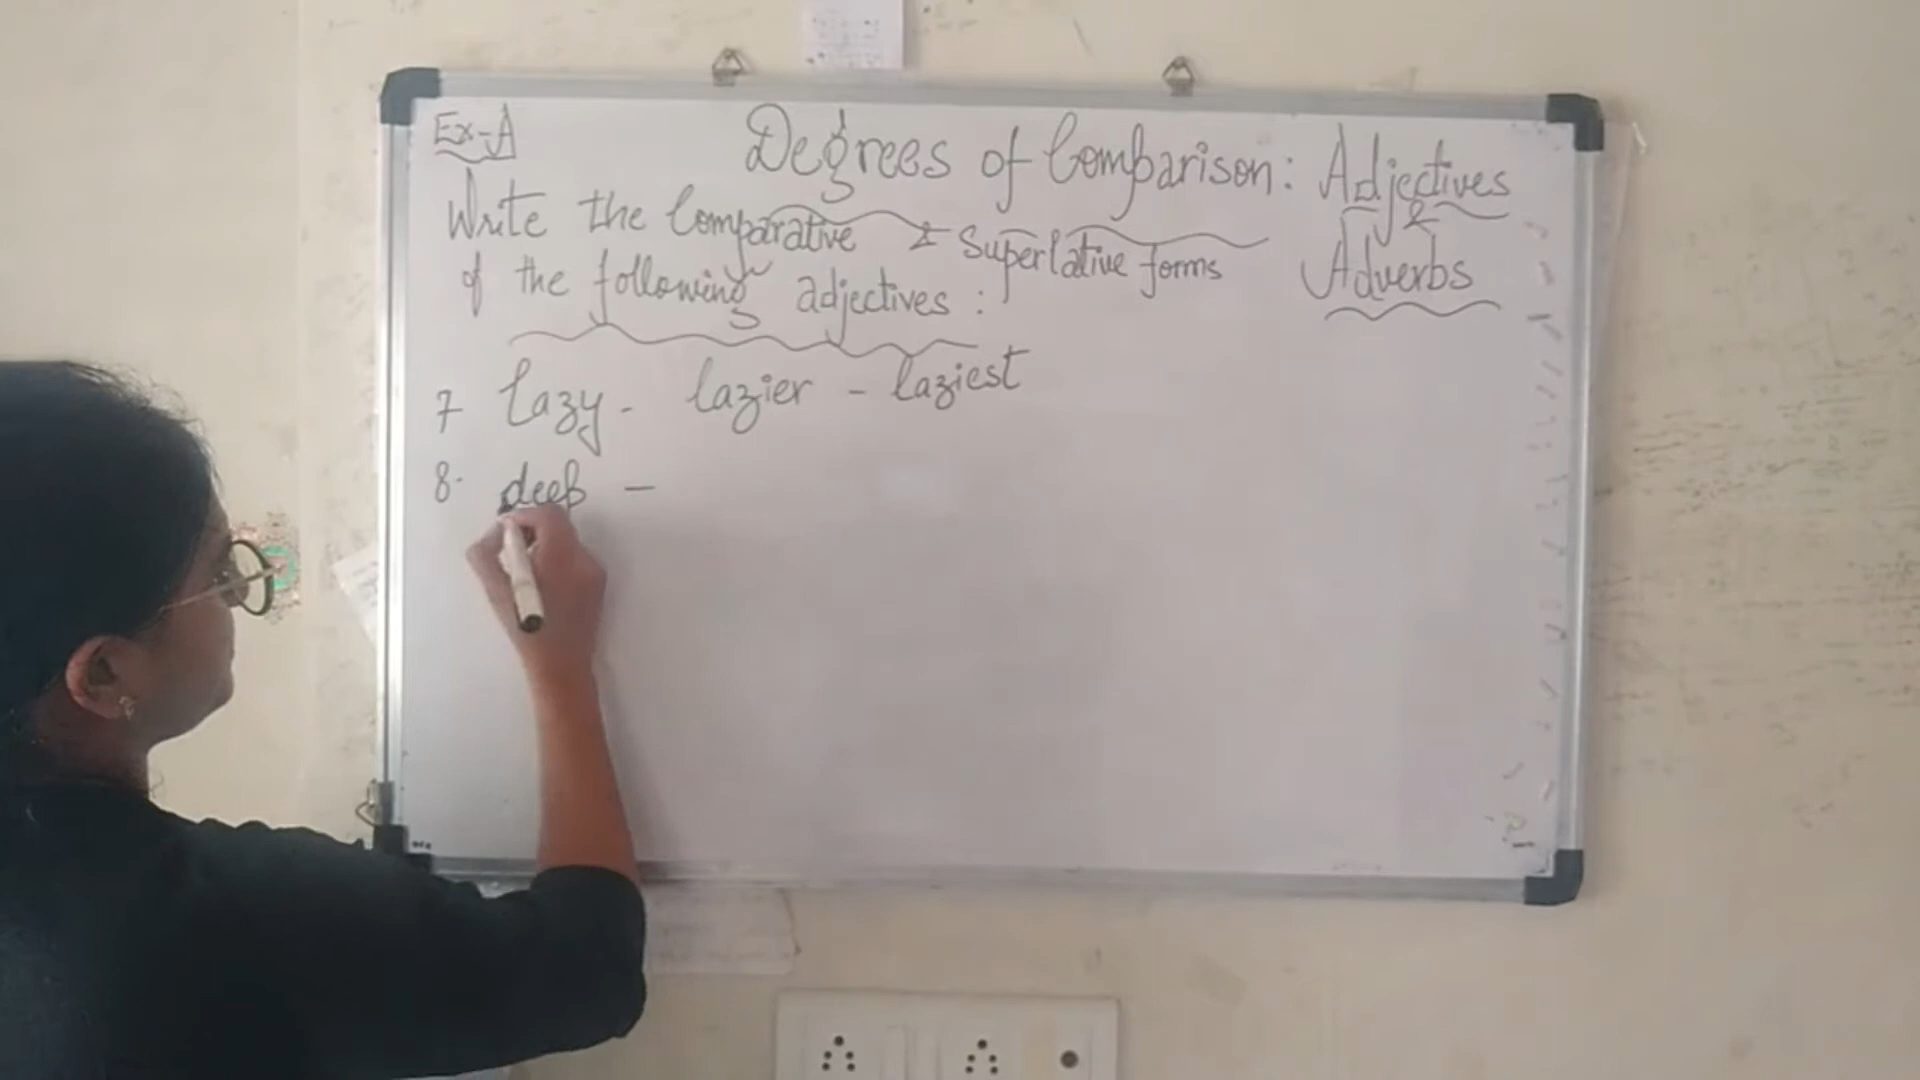 Ex-A
Degrees of Comparison: Adjectives
&
Adverbs
Write the Comparative & Superlative forms
of the following adjectives :
7 lazy - lazier - laziest
8. deep -